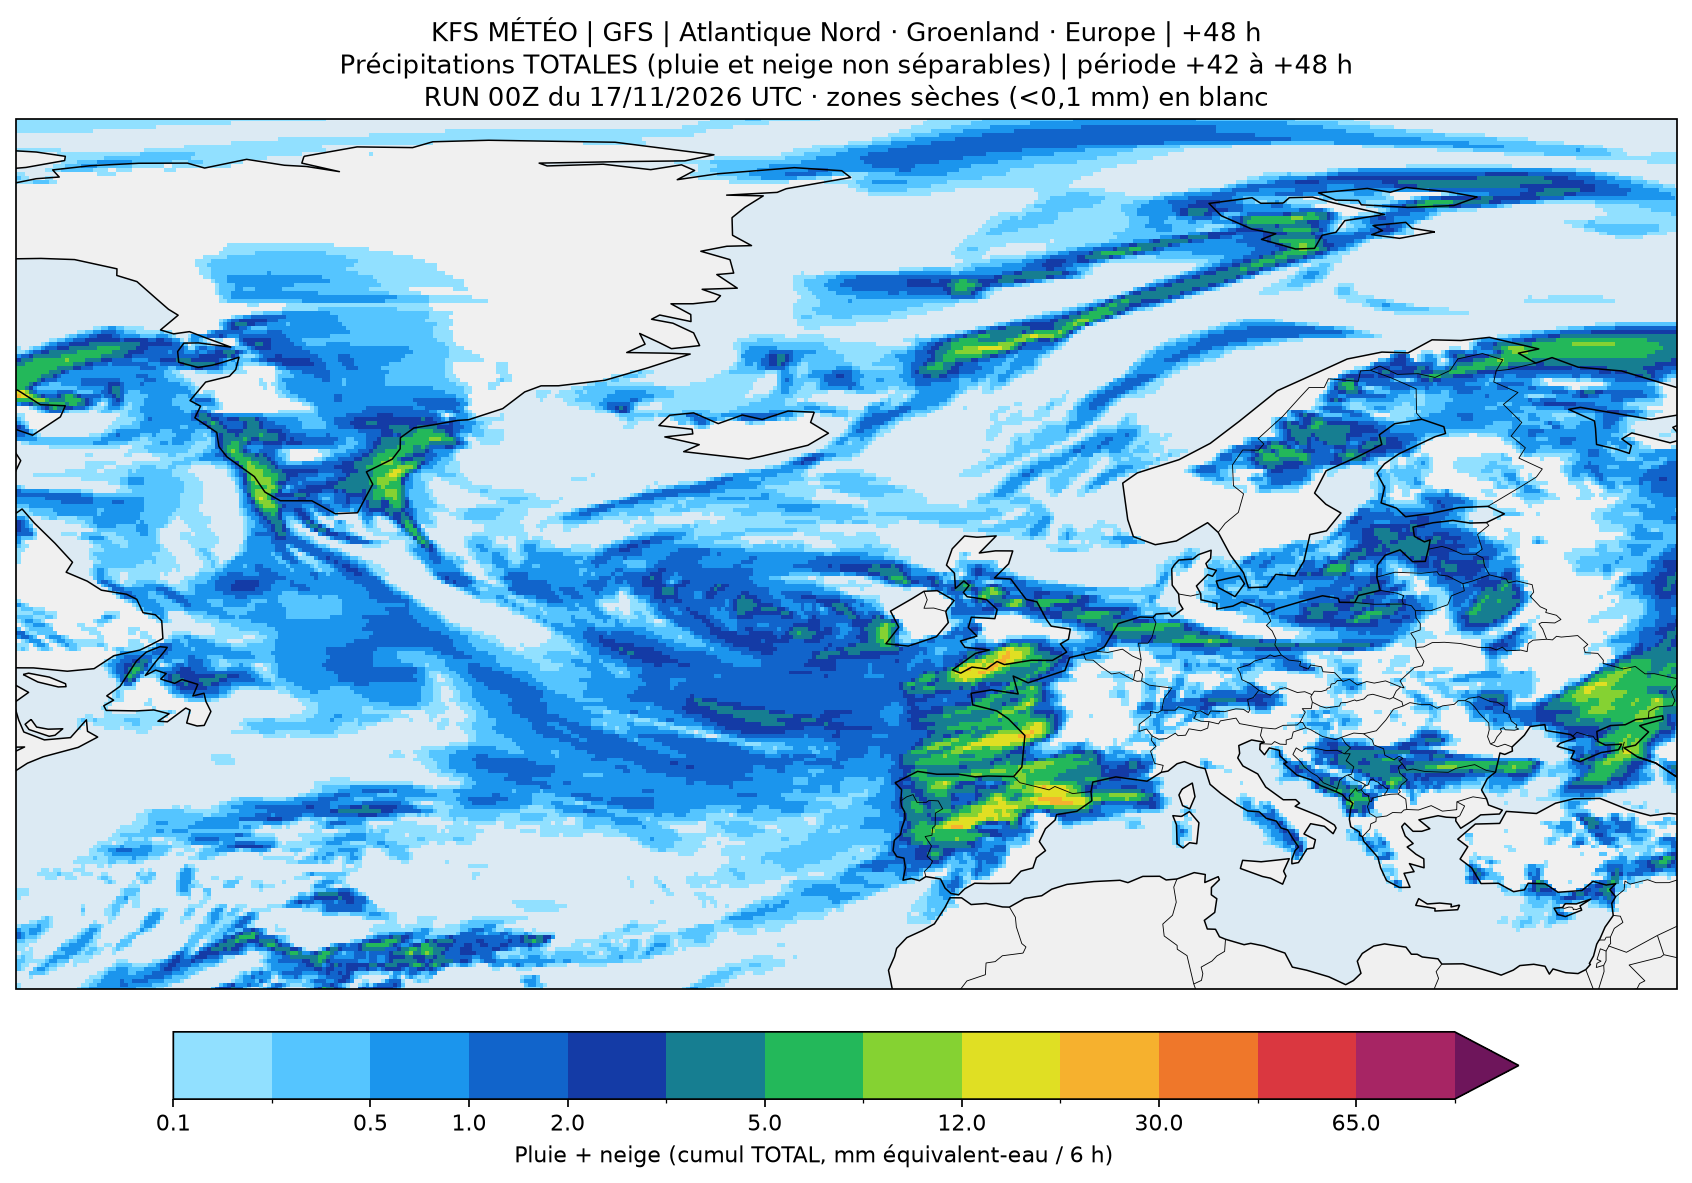 KFS MÉTÉO | GFS | Atlantique Nord · Groenland · Europe | +48 h
Précipitations TOTALES (pluie et neige non séparables) | période +42 à +48 h
RUN 00Z du 17/11/2026 UTC · zones sèches (<0,1 mm) en blanc
0.1 0.5 1.0 2.0 5.0 12.0 30.0 65.0
Pluie + neige (cumul TOTAL, mm équivalent-eau / 6 h)